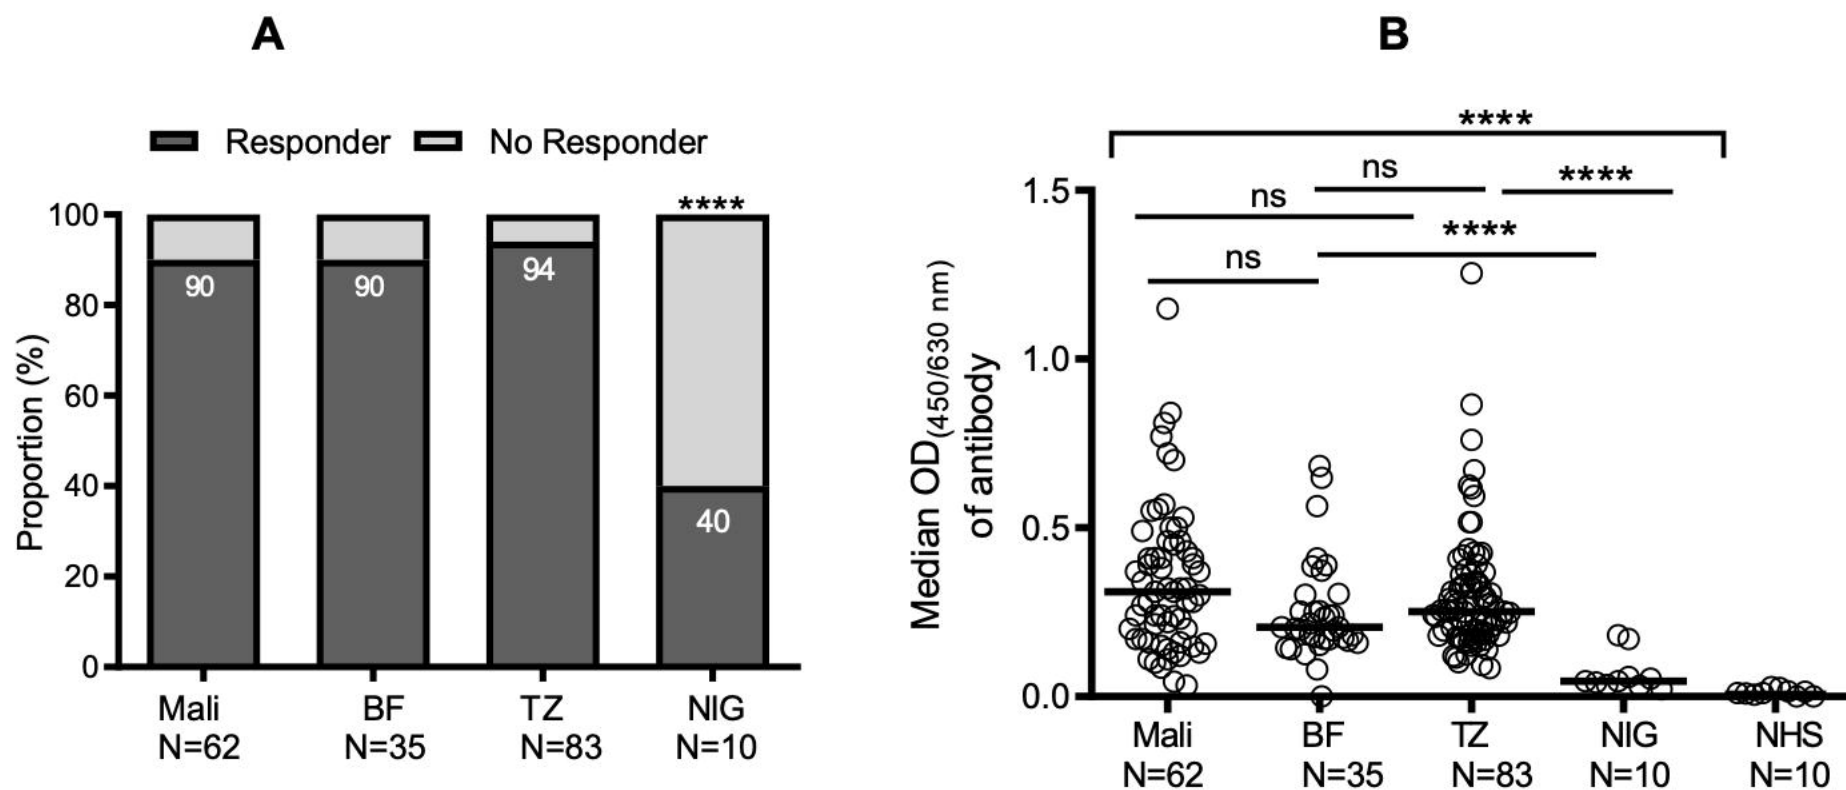 A
Responder No Responder
****
100
80
60
40
20
0
Proportion (%)
90
90
94
40
Mali BF TZ NIG
N=62 N=35 N=83 N=10
B
****
ns ****
ns
****
ns
1.5
1.0
0.5
0.0
Median OD(450/630 nm)
of antibody
Mali BF TZ NIG NHS
N=62 N=35 N=83 N=10 N=10